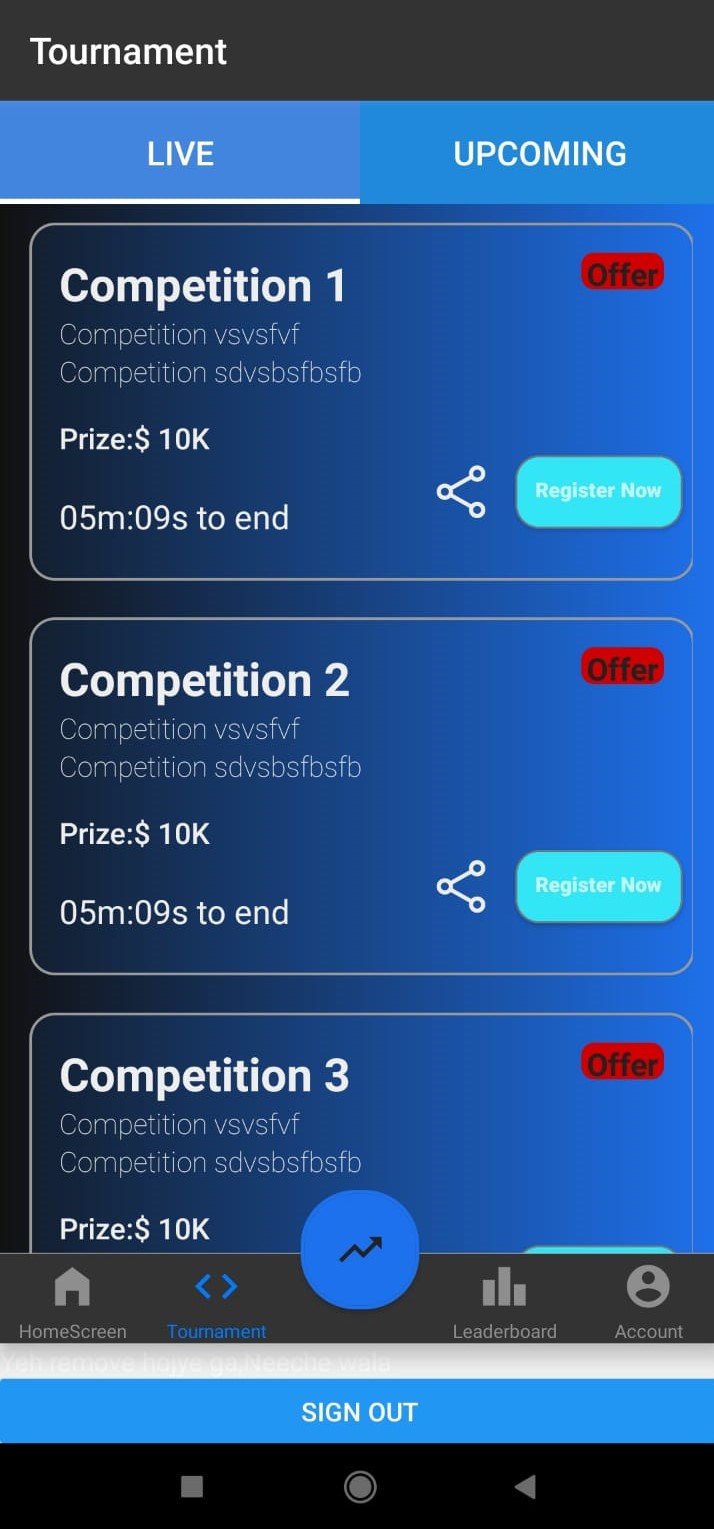 Tournament
LIVE
UPCOMING
Competition 1
Offer
Competition vsvsfvf
Competition sdvsbsfbsfb
Prize:$ 10K
05m:09s to end
Register Now
Competition 2
Offer
Competition vsvsfvf
Competition sdvsbsfbsfb
Prize:$ 10K
05m:09s to end
Register Now
Competition 3
Offer
Competition vsvsfvf
Competition sdvsbsfbsfb
Prize:$ 10K
HomeScreen
Tournament
Leaderboard
Account
Yeh remove hojye ga,Neeche wala
SIGN OUT